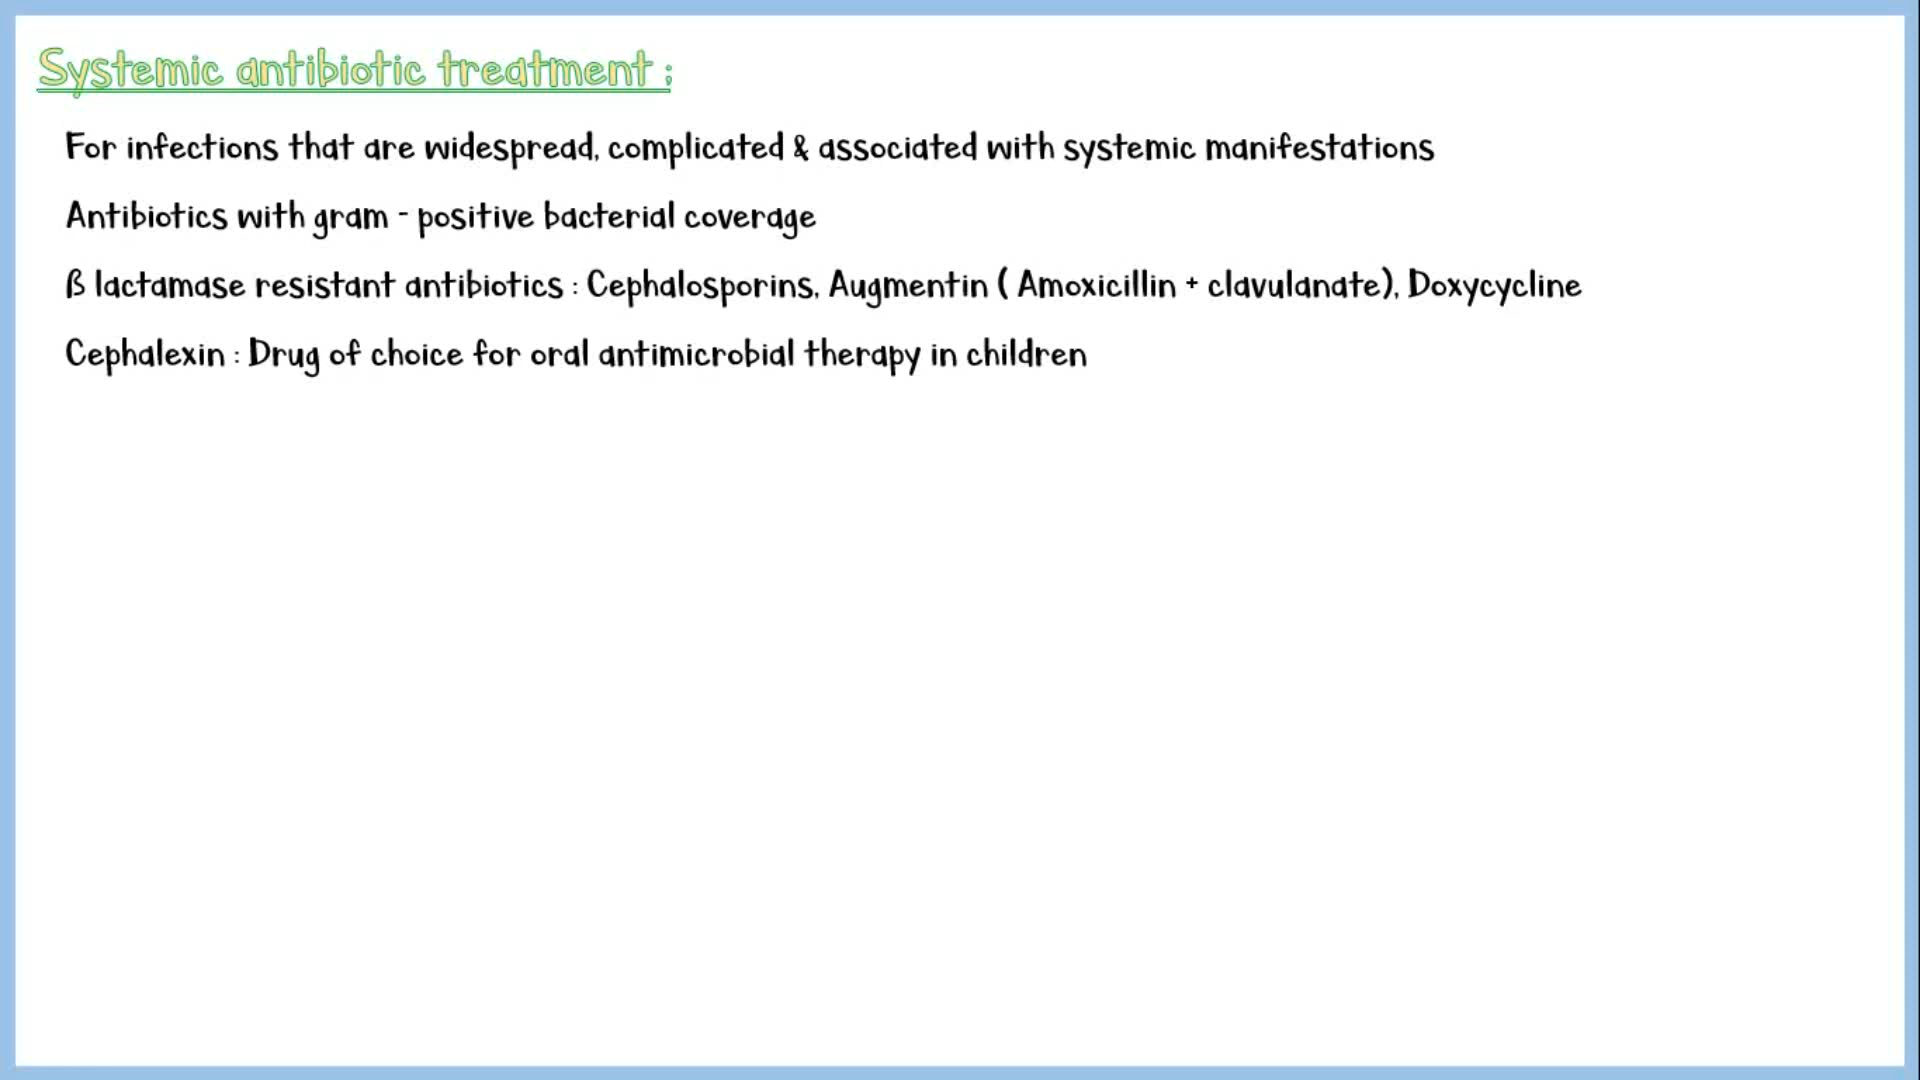 Systemic antibiotic treatment :
For infections that are widespread, complicated & associated with systemic manifestations
Antibiotics with gram - positive bacterial coverage
ß lactamase resistant antibiotics : Cephalosporins, Augmentin ( Amoxicillin + clavulanate), Doxycycline
Cephalexin : Drug of choice for oral antimicrobial therapy in children